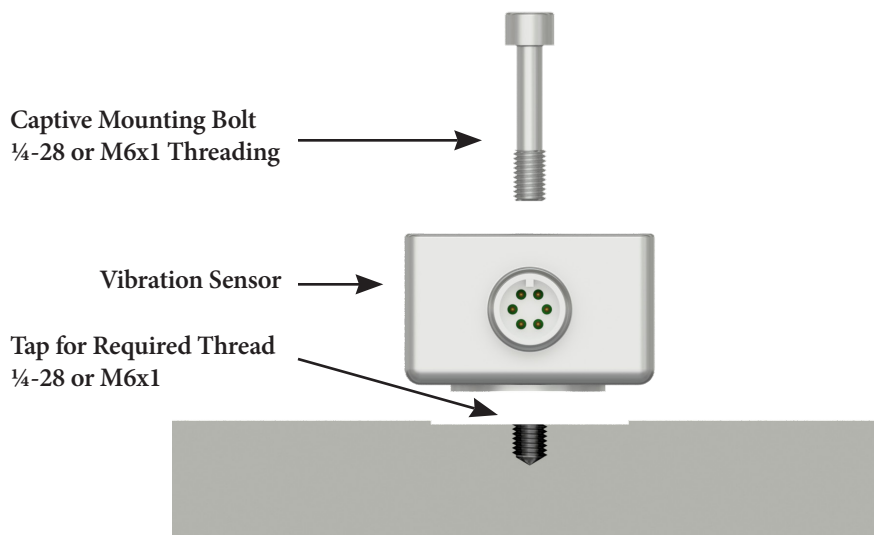 Captive Mounting Bolt
¼-28 or M6x1 Threading
Vibration Sensor
Tap for Required Thread
¼-28 or M6x1